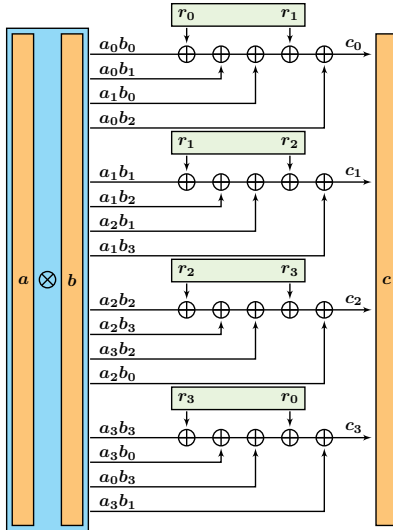 r₀ r₁
a₀b₀ c₀
a₀b₁
a₁b₀
a₀b₂
r₁ r₂
a₁b₁ c₁
a₁b₂
a₂b₁
a₁b₃
a ⊗ b c
r₂ r₃
a₂b₂ c₂
a₂b₃
a₃b₂
a₂b₀
r₃ r₀
a₃b₃ c₃
a₃b₀
a₀b₃
a₃b₁